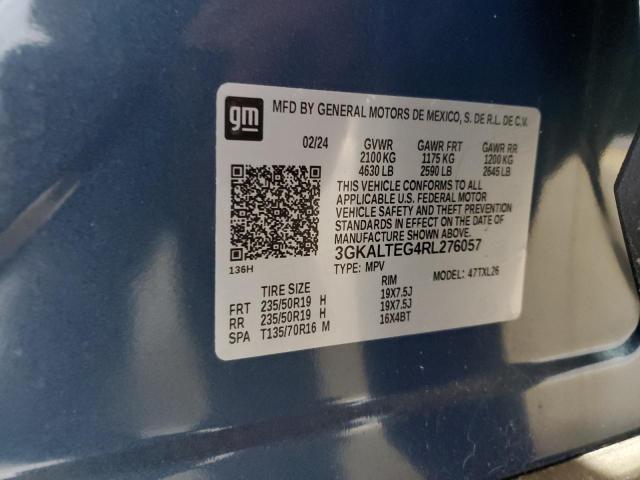 gm
MFD BY GENERAL MOTORS DE MEXICO, S. DE R.L. DE C.V.
02/24 GVWR GAWR FRT GAWR RR
2100 KG 1175 KG 1200 KG
4630 LB 2590 LB 2645 LB
THIS VEHICLE CONFORMS TO ALL
APPLICABLE U.S. FEDERAL MOTOR
VEHICLE SAFETY AND THEFT PREVENTION
STANDARDS IN EFFECT ON THE DATE OF
MANUFACTURE SHOWN ABOVE.
3GKALTEG4RL276057
136H TYPE: MPV MODEL: 47TXL26
TIRE SIZE RIM
FRT 235/50R19 H 19X7.5J
RR 235/50R19 H 19X7.5J
SPA T135/70R16 M 16X4BT